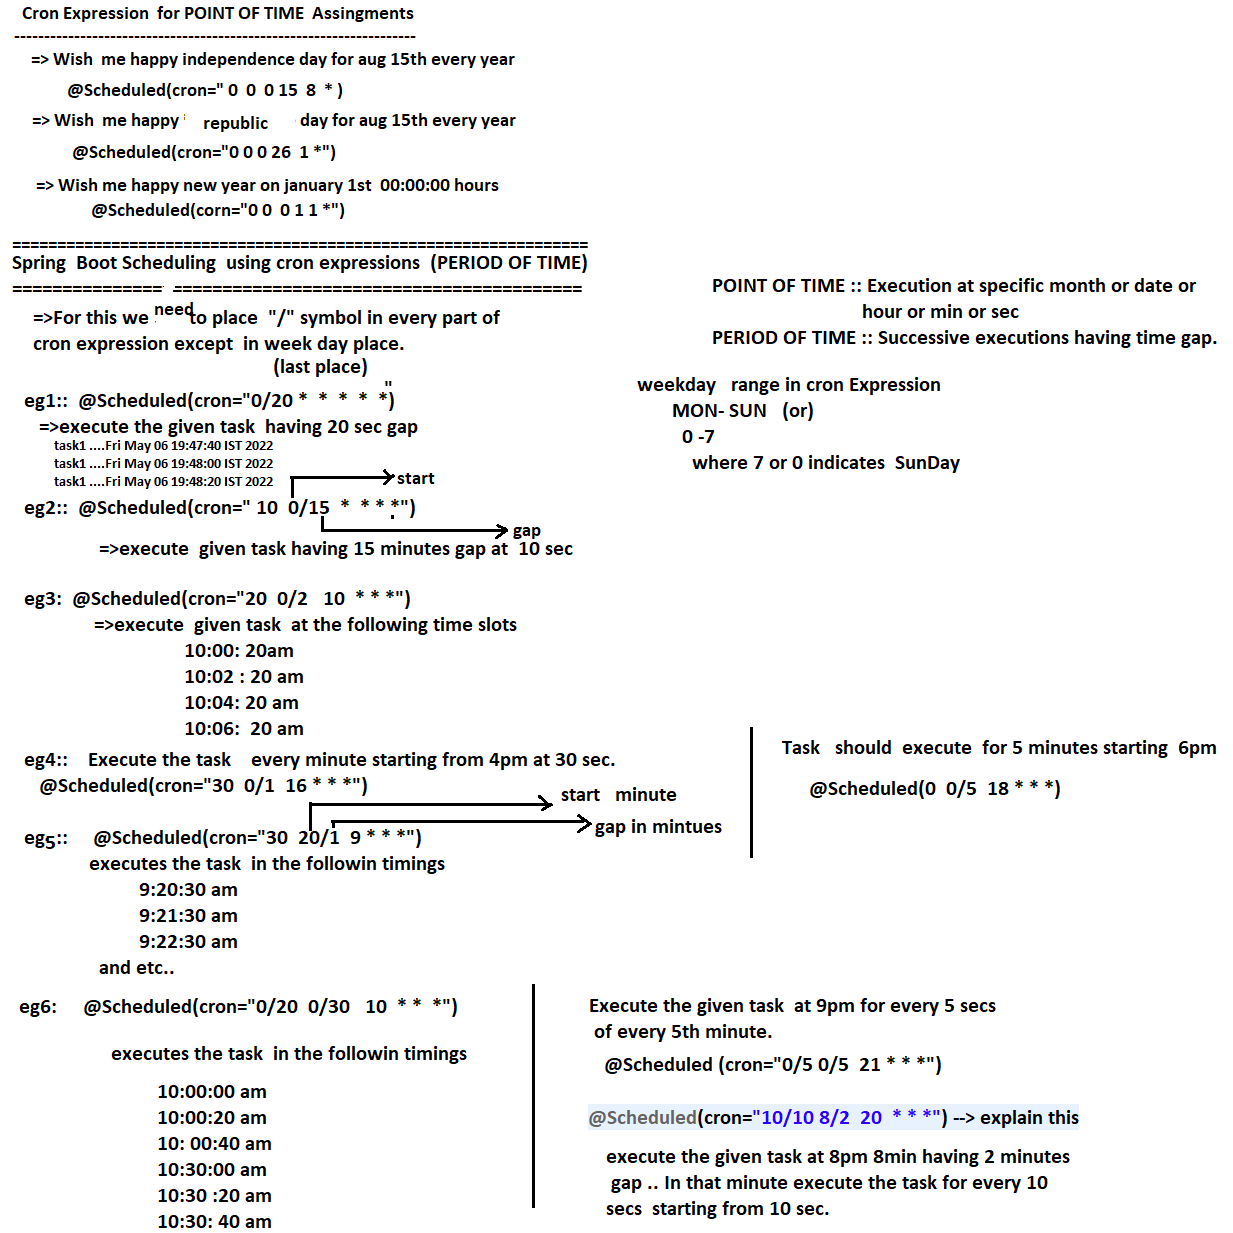 Cron Expression for POINT OF TIME Assingments
-------------------------------------------------------------------
=> Wish me happy independence day for aug 15th every year
@Scheduled(cron=" 0 0 0 15 8 * )
=> Wish me happy republic day for aug 15th every year
@Scheduled(cron="0 0 0 26 1 *")
=> Wish me happy new year on january 1st 00:00:00 hours
@Scheduled(corn="0 0 0 1 1 *")
================================================================
Spring Boot Scheduling using cron expressions (PERIOD OF TIME)
================================================================
=>For this we need to place "/" symbol in every part of
cron expression except in week day place.
(last place)
eg1:: @Scheduled(cron="0/20 * * * * *")
=>execute the given task having 20 sec gap
task1 ....Fri May 06 19:47:40 IST 2022
task1 ....Fri May 06 19:48:00 IST 2022
task1 ....Fri May 06 19:48:20 IST 2022
start
eg2:: @Scheduled(cron=" 10 0/15 * * * *")
gap
=>execute given task having 15 minutes gap at 10 sec
eg3: @Scheduled(cron="20 0/2 10 * * *")
=>execute given task at the following time slots
10:00: 20am
10:02 : 20 am
10:04: 20 am
10:06: 20 am
eg4:: Execute the task every minute starting from 4pm at 30 sec.
@Scheduled(cron="30 0/1 16 * * *")
start minute
gap in mintues
eg5:: @Scheduled(cron="30 20/1 9 * * *")
executes the task in the followin timings
9:20:30 am
9:21:30 am
9:22:30 am
and etc..
eg6: @Scheduled(cron="0/20 0/30 10 * * *")
executes the task in the followin timings
10:00:00 am
10:00:20 am
10: 00:40 am
10:30:00 am
10:30 :20 am
10:30: 40 am
POINT OF TIME :: Execution at specific month or date or
hour or min or sec
PERIOD OF TIME :: Successive executions having time gap.
weekday range in cron Expression
MON- SUN (or)
0 -7
where 7 or 0 indicates SunDay
Task should execute for 5 minutes starting 6pm
@Scheduled(0 0/5 18 * * *)
Execute the given task at 9pm for every 5 secs
of every 5th minute.
@Scheduled (cron="0/5 0/5 21 * * *")
@Scheduled(cron="10/10 8/2 20 * * *") --> explain this
execute the given task at 8pm 8min having 2 minutes
gap .. In that minute execute the task for every 10
secs starting from 10 sec.